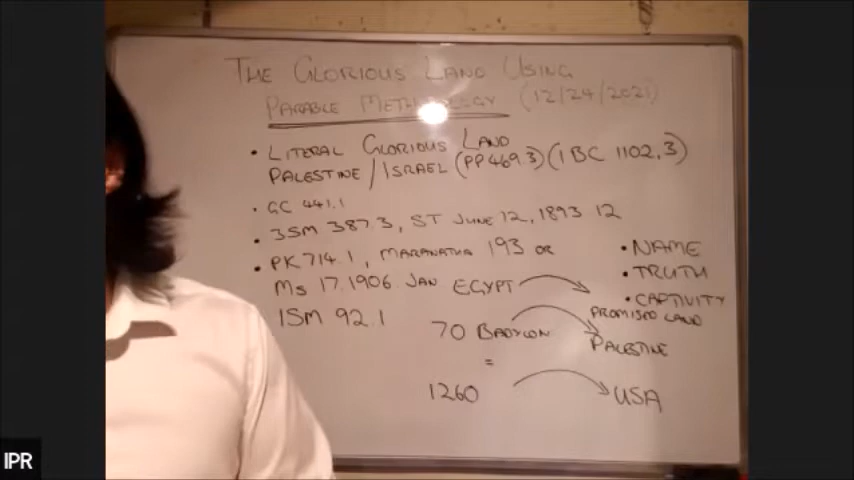 THE GLORIOUS LAND USING
PARABLE METHODOLOGY (12/24/2021)
• LITERAL GLORIOUS LAND
PALESTINE / ISRAEL (PP469.3) (1BC 1102.3)
• GC 441.1
• 3SM 387.3, ST JUNE 12, 1893 12
• PK 714.1, MARANATHA 193 OR
MS 17.1906 JAN
1SM 92.1
• NAME
• TRUTH
• CAPTIVITY
EGYPT
PROMISED LAND
70 BABYLON
PALESTINE
=
1260
USA
IPR